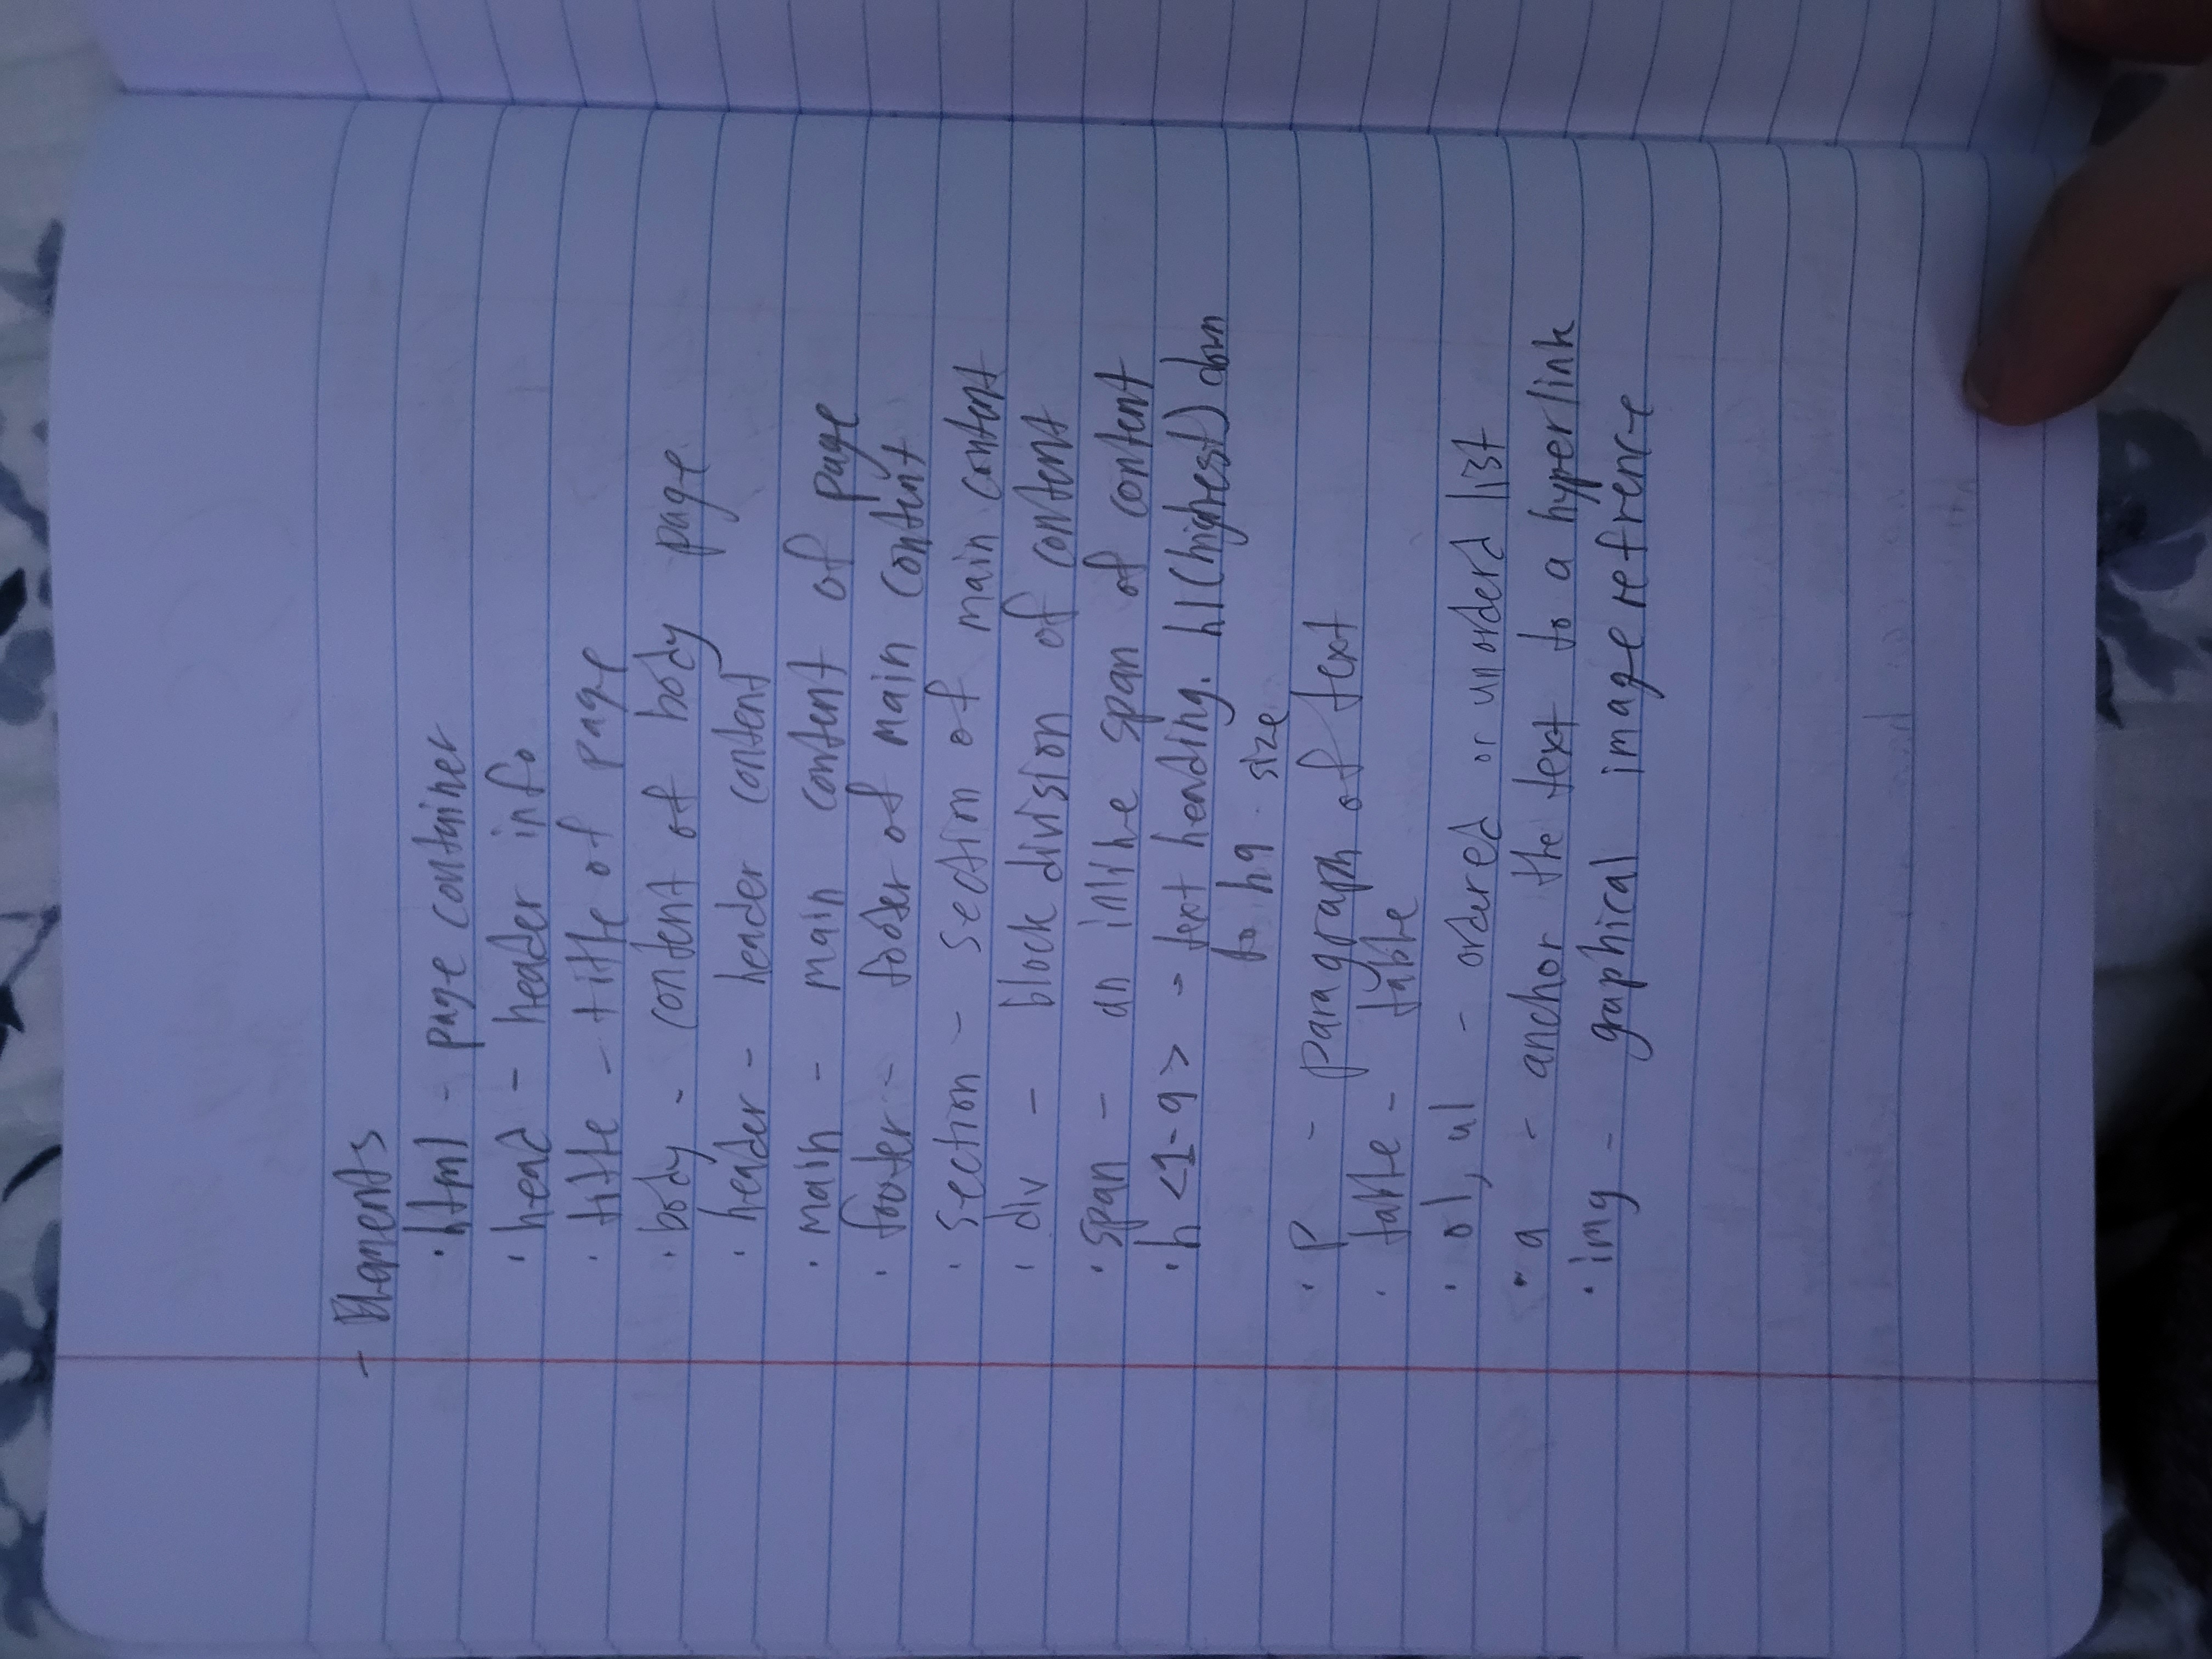 - Elements
· html - page container
· head - header info
· title - title of page
· body - content of body page
· header - header content
· main - main content of page
· footer - footer of main content
· section - section of main content
· div - block division of content
· span - an inline span of content
· h <1-9> - text heading. h1(highest) down
to h9 size
· p - paragraph of text
· table - table
· ol, ul - ordered or unorderd list
· a - anchor the text to a hyperlink
· img - graphical image refrence